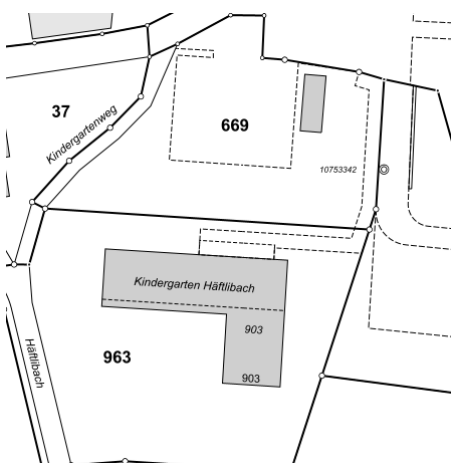 37
Kindergartenweg
669
10753342
Kindergarten Häftlibach
903
963
903
Häftlibach